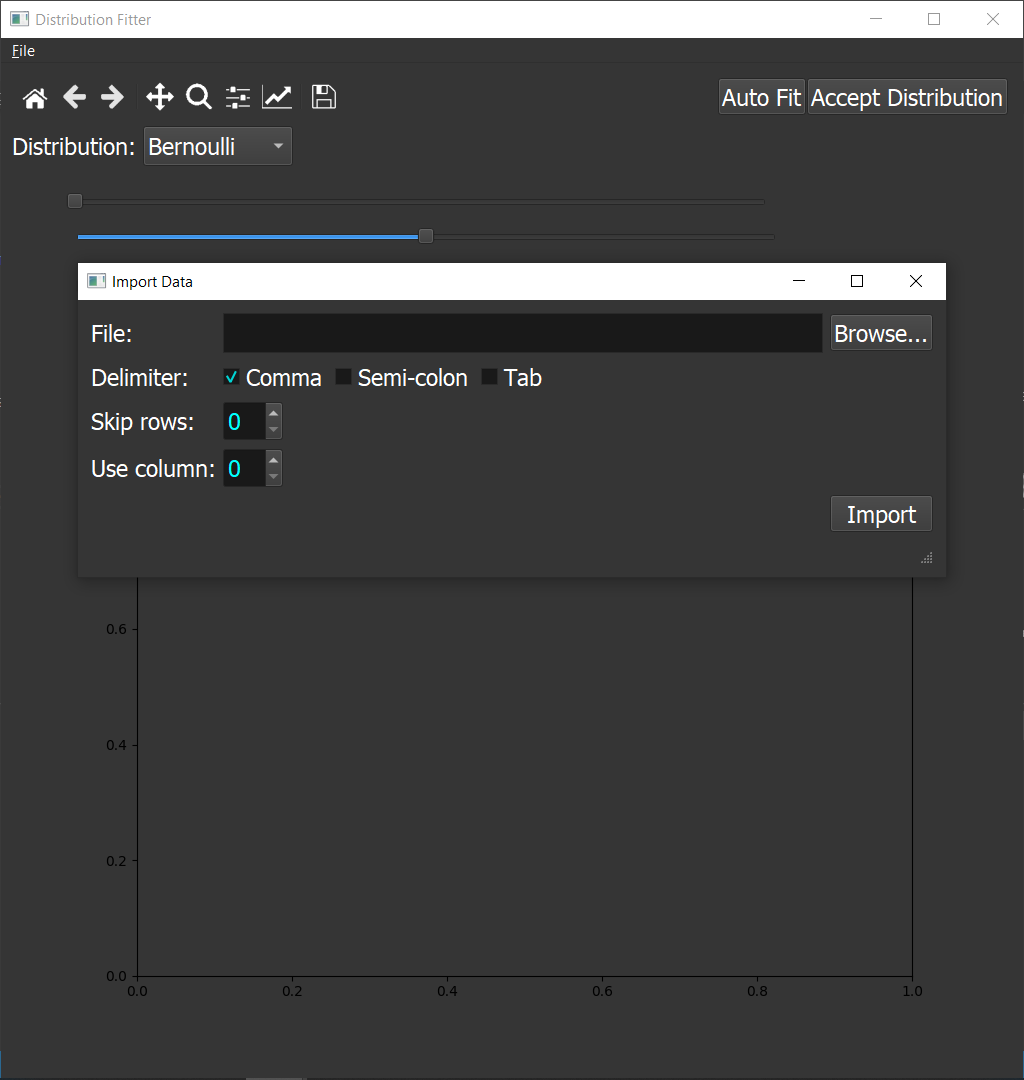 Distribution Fitter
File
Auto Fit Accept Distribution
Distribution: Bernoulli
Import Data
File: Browse...
Delimiter: Comma Semi-colon Tab
Skip rows: 0
Use column: 0
Import
0.6
0.4
0.2
0.0
0.0 0.2 0.4 0.6 0.8 1.0